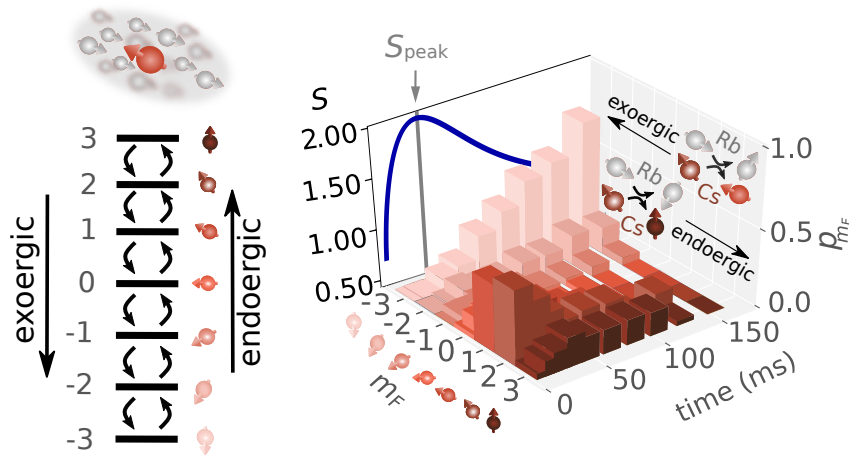 3
2
1
0
-1
-2
-3
exoergic
endoergic
S_peak
S
2.00
1.50
1.00
0.50
exoergic
Rb
Rb
Cs
Cs
endoergic
1.0
0.5
0.0
p_{m_F}
-3
-2
-1
0
1
2
3
m_F
0
50
100
150
time (ms)